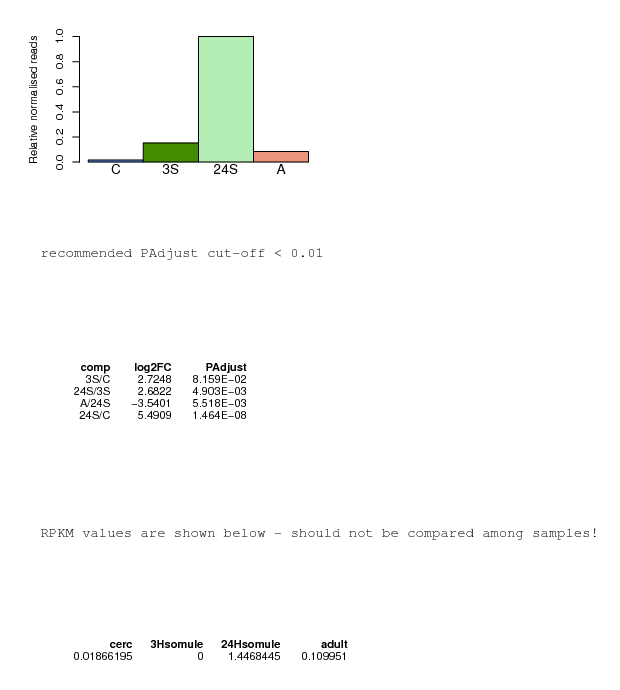 Relative normalised reads
1.0
0.8
0.6
0.4
0.2
0.0
C 3S 24S A
recommended PAdjust cut-off < 0.01
comp log2FC PAdjust
3S/C 2.7248 8.159E-02
24S/3S 2.6822 4.903E-03
A/24S -3.5401 5.518E-03
24S/C 5.4909 1.464E-08
RPKM values are shown below - should not be compared among samples!
cerc 3Hsomule 24Hsomule adult
0.01866195 0 1.4468445 0.109951